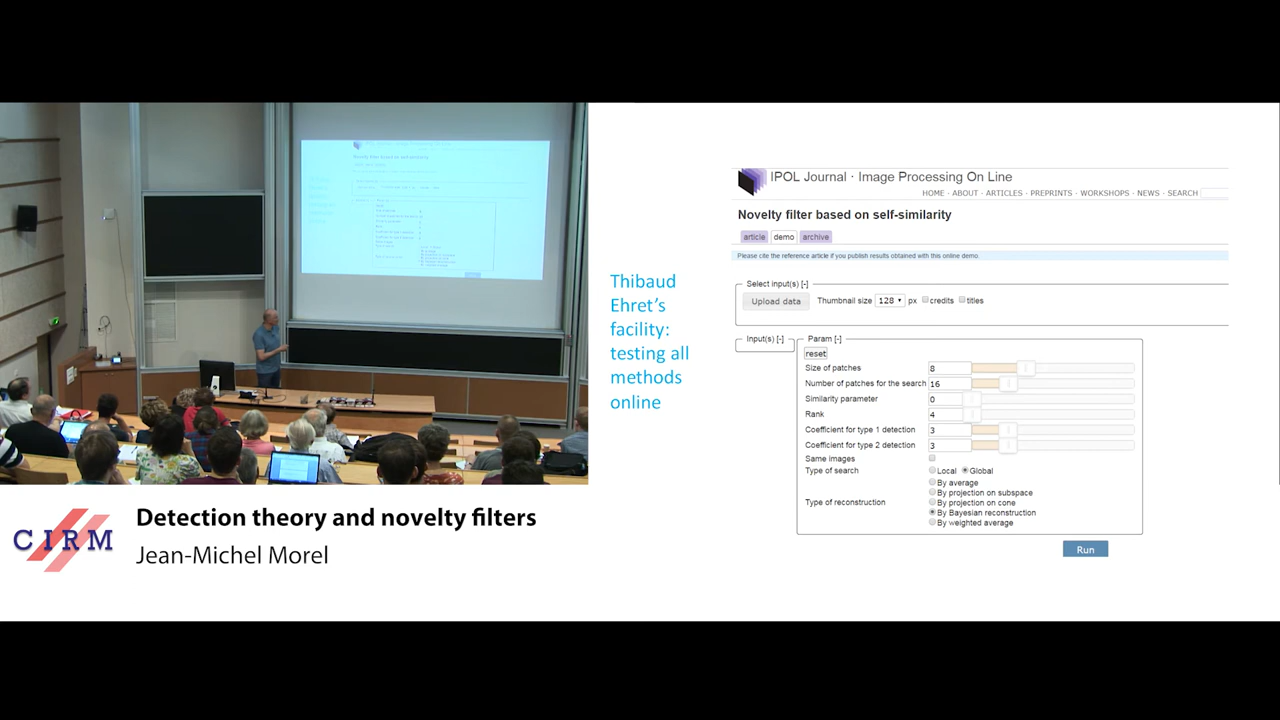 Thibaud
Ehret’s
facility:
testing all
methods
online
IPOL Journal · Image Processing On Line
HOME · ABOUT · ARTICLES · PREPRINTS · WORKSHOPS · NEWS · SEARCH
Novelty filter based on self-similarity
article demo archive
Please cite the reference article if you publish results obtained with this online demo.
Select input(s) [-]
Upload data Thumbnail size 128 px credits titles
Input(s) [-] Param [-]
reset
Size of patches 8
Number of patches for the search 16
Similarity parameter 0
Rank 4
Coefficient for type 1 detection 3
Coefficient for type 2 detection 3
Same images
Type of search Local Global
Type of reconstruction
By average
By projection on subspace
By projection on cone
By Bayesian reconstruction
By weighted average
Run
CIRM
Detection theory and novelty filters
Jean-Michel Morel